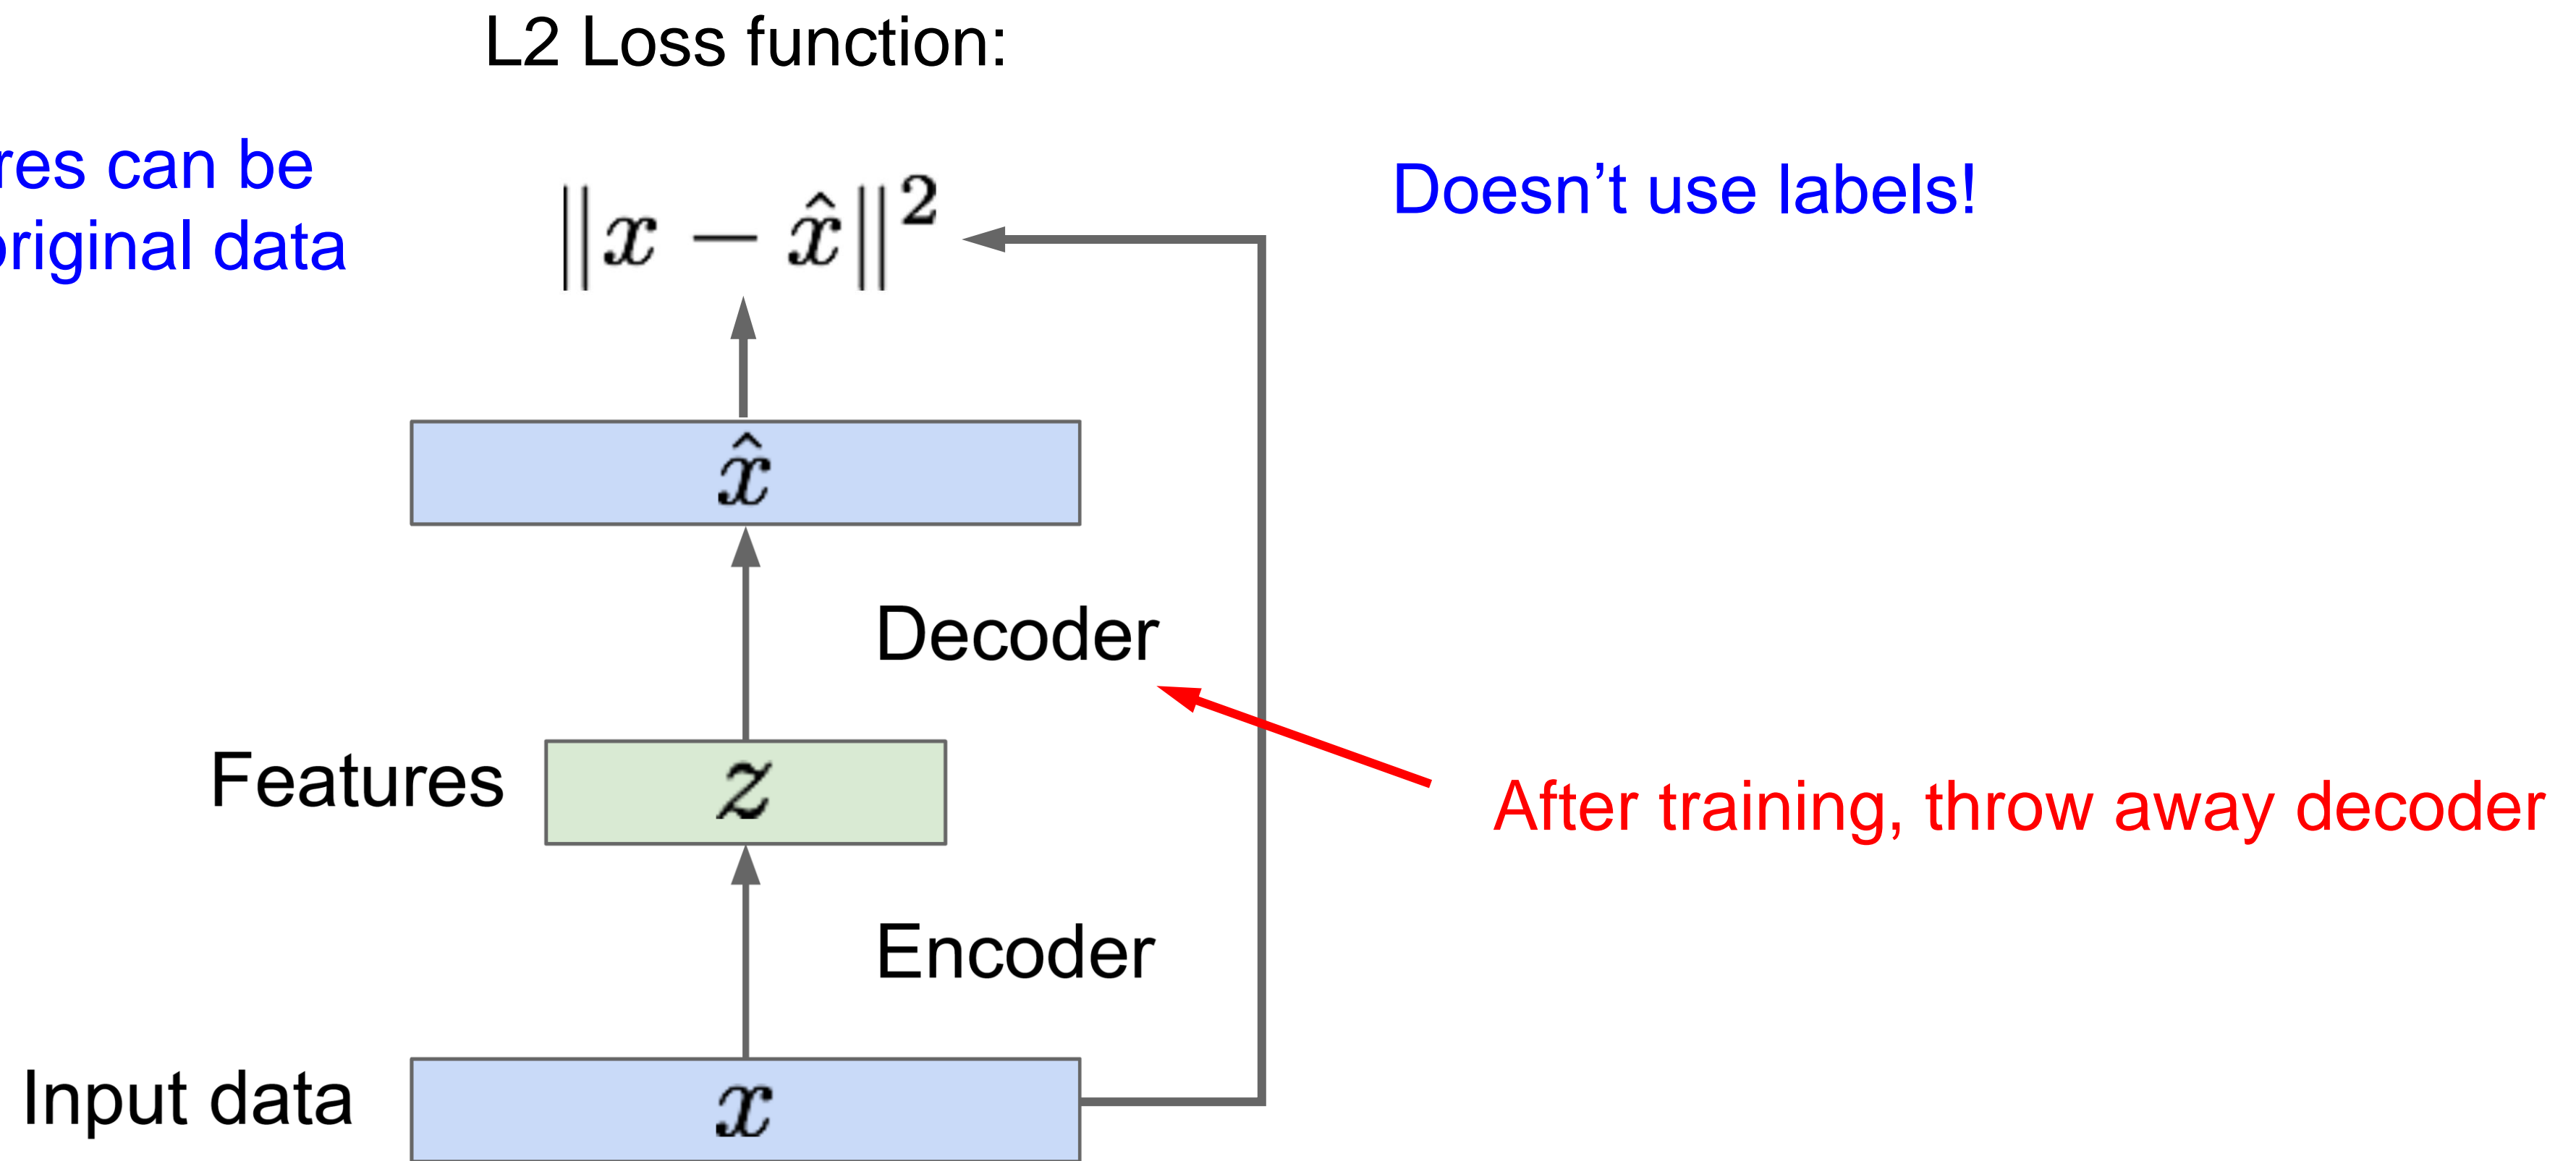 L2 Loss function:
res can be
original data
‖x − x̂‖²
Doesn’t use labels!
x̂
Decoder
Features
z
After training, throw away decoder
Encoder
Input data
x